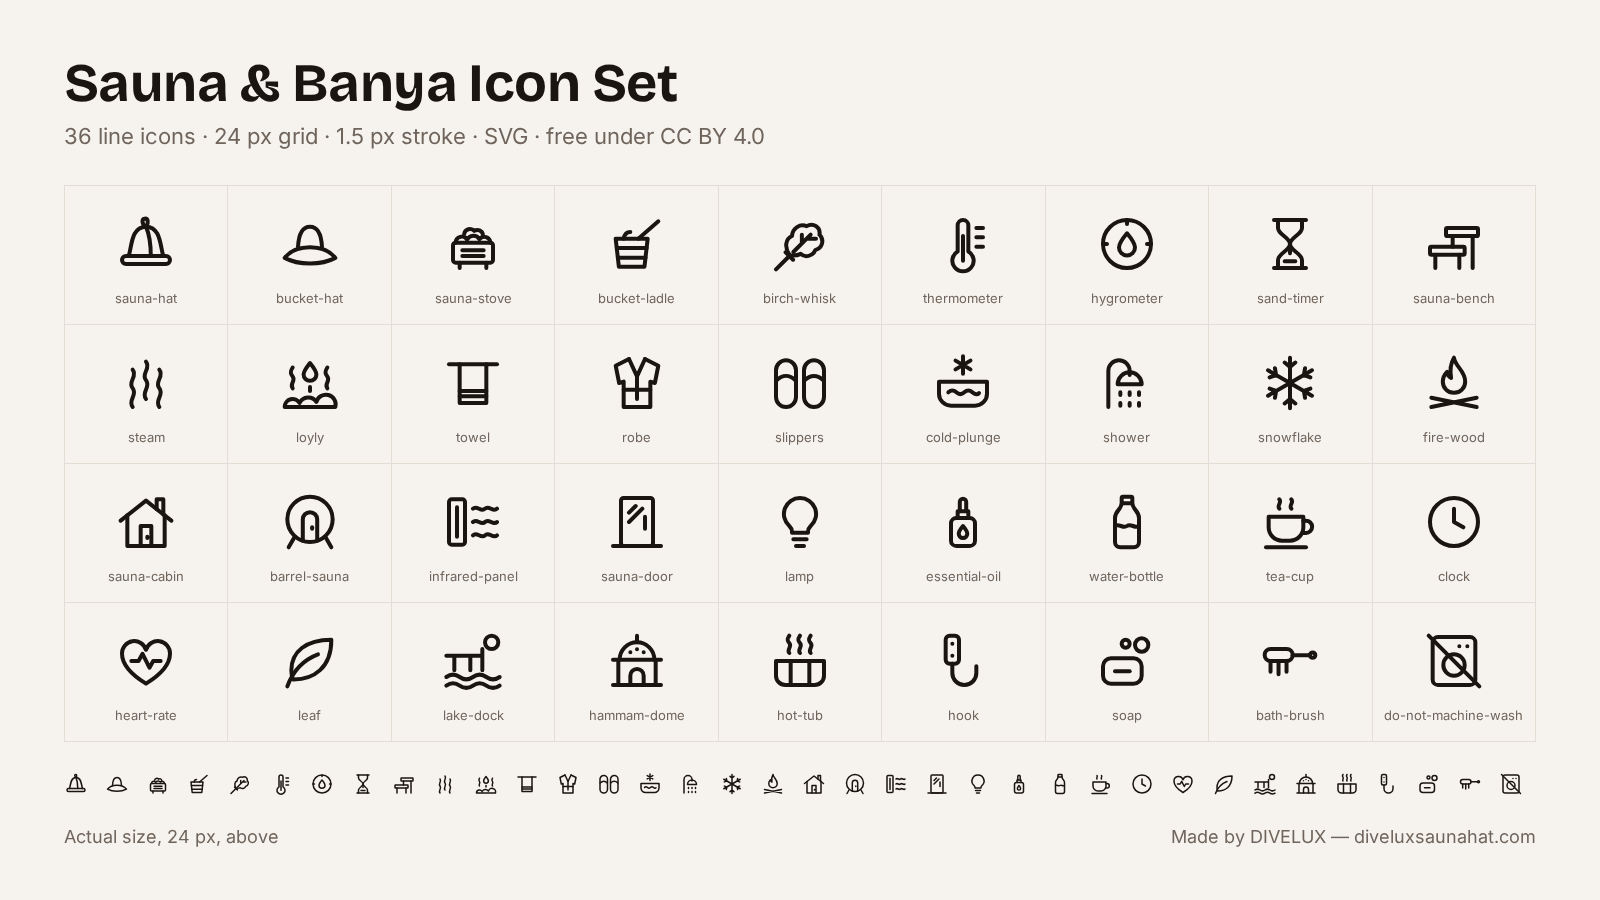 Sauna & Banya Icon Set
36 line icons · 24 px grid · 1.5 px stroke · SVG · free under CC BY 4.0
sauna-hat bucket-hat sauna-stove bucket-ladle birch-whisk thermometer hygrometer sand-timer sauna-bench
steam loyly towel robe slippers cold-plunge shower snowflake fire-wood
sauna-cabin barrel-sauna infrared-panel sauna-door lamp essential-oil water-bottle tea-cup clock
heart-rate leaf lake-dock hammam-dome hot-tub hook soap bath-brush do-not-machine-wash
Actual size, 24 px, above
Made by DIVELUX — diveluxsaunahat.com